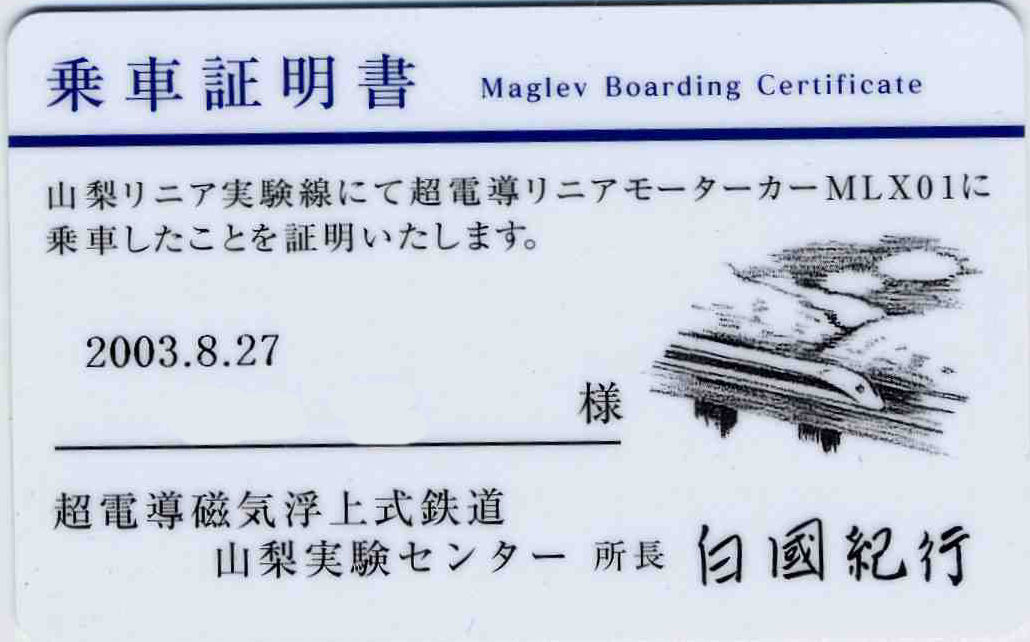 乗車証明書 Maglev Boarding Certificate
山梨リニア実験線にて超電導リニアモーターカーMLX01に
乗車したことを証明いたします。
2003.8.27
様
超電導磁気浮上式鉄道
山梨実験センター 所長 白國紀行